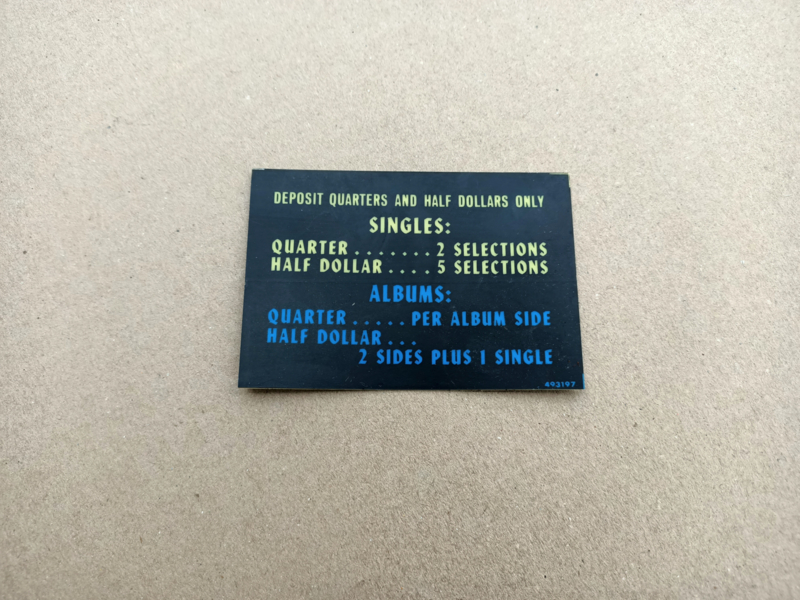 DEPOSIT QUARTERS AND HALF DOLLARS ONLY
SINGLES:
QUARTER.......2 SELECTIONS
HALF DOLLAR....5 SELECTIONS
ALBUMS:
QUARTER.....PER ALBUM SIDE
HALF DOLLAR...
2 SIDES PLUS 1 SINGLE
493197